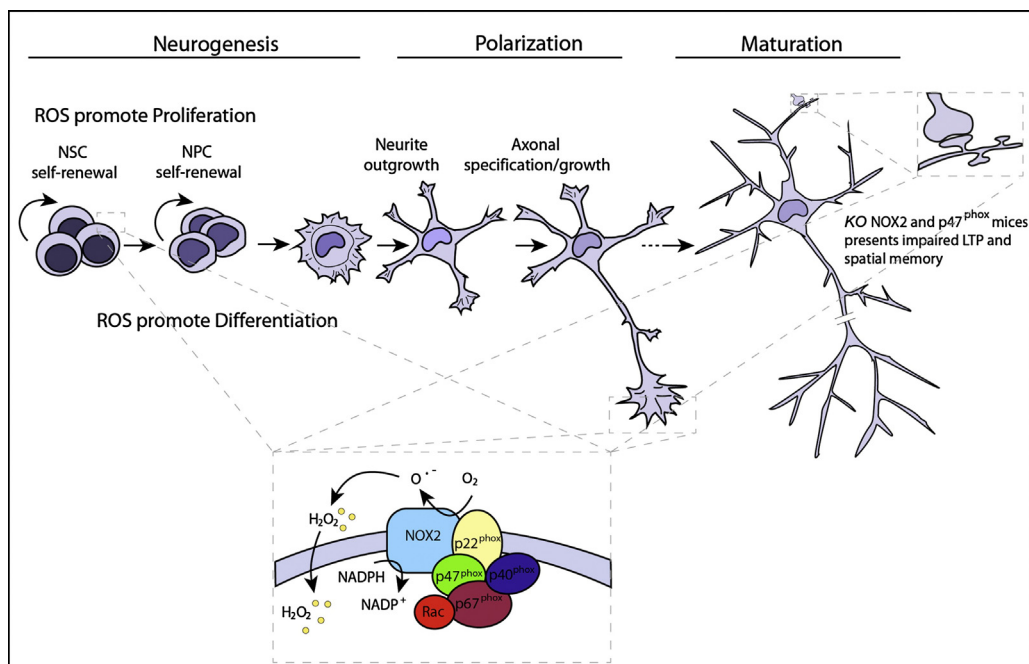 Neurogenesis
Polarization
Maturation
ROS promote Proliferation
NSC
self-renewal
NPC
self-renewal
Neurite
outgrowth
Axonal
specification/growth
KO NOX2 and p47phox mices
presents impaired LTP and
spatial memory
ROS promote Differentiation
O·-
O2
H2O2
NOX2
p22phox
NADPH
p47phox
p40phox
NADP+
H2O2
Rac
p67phox